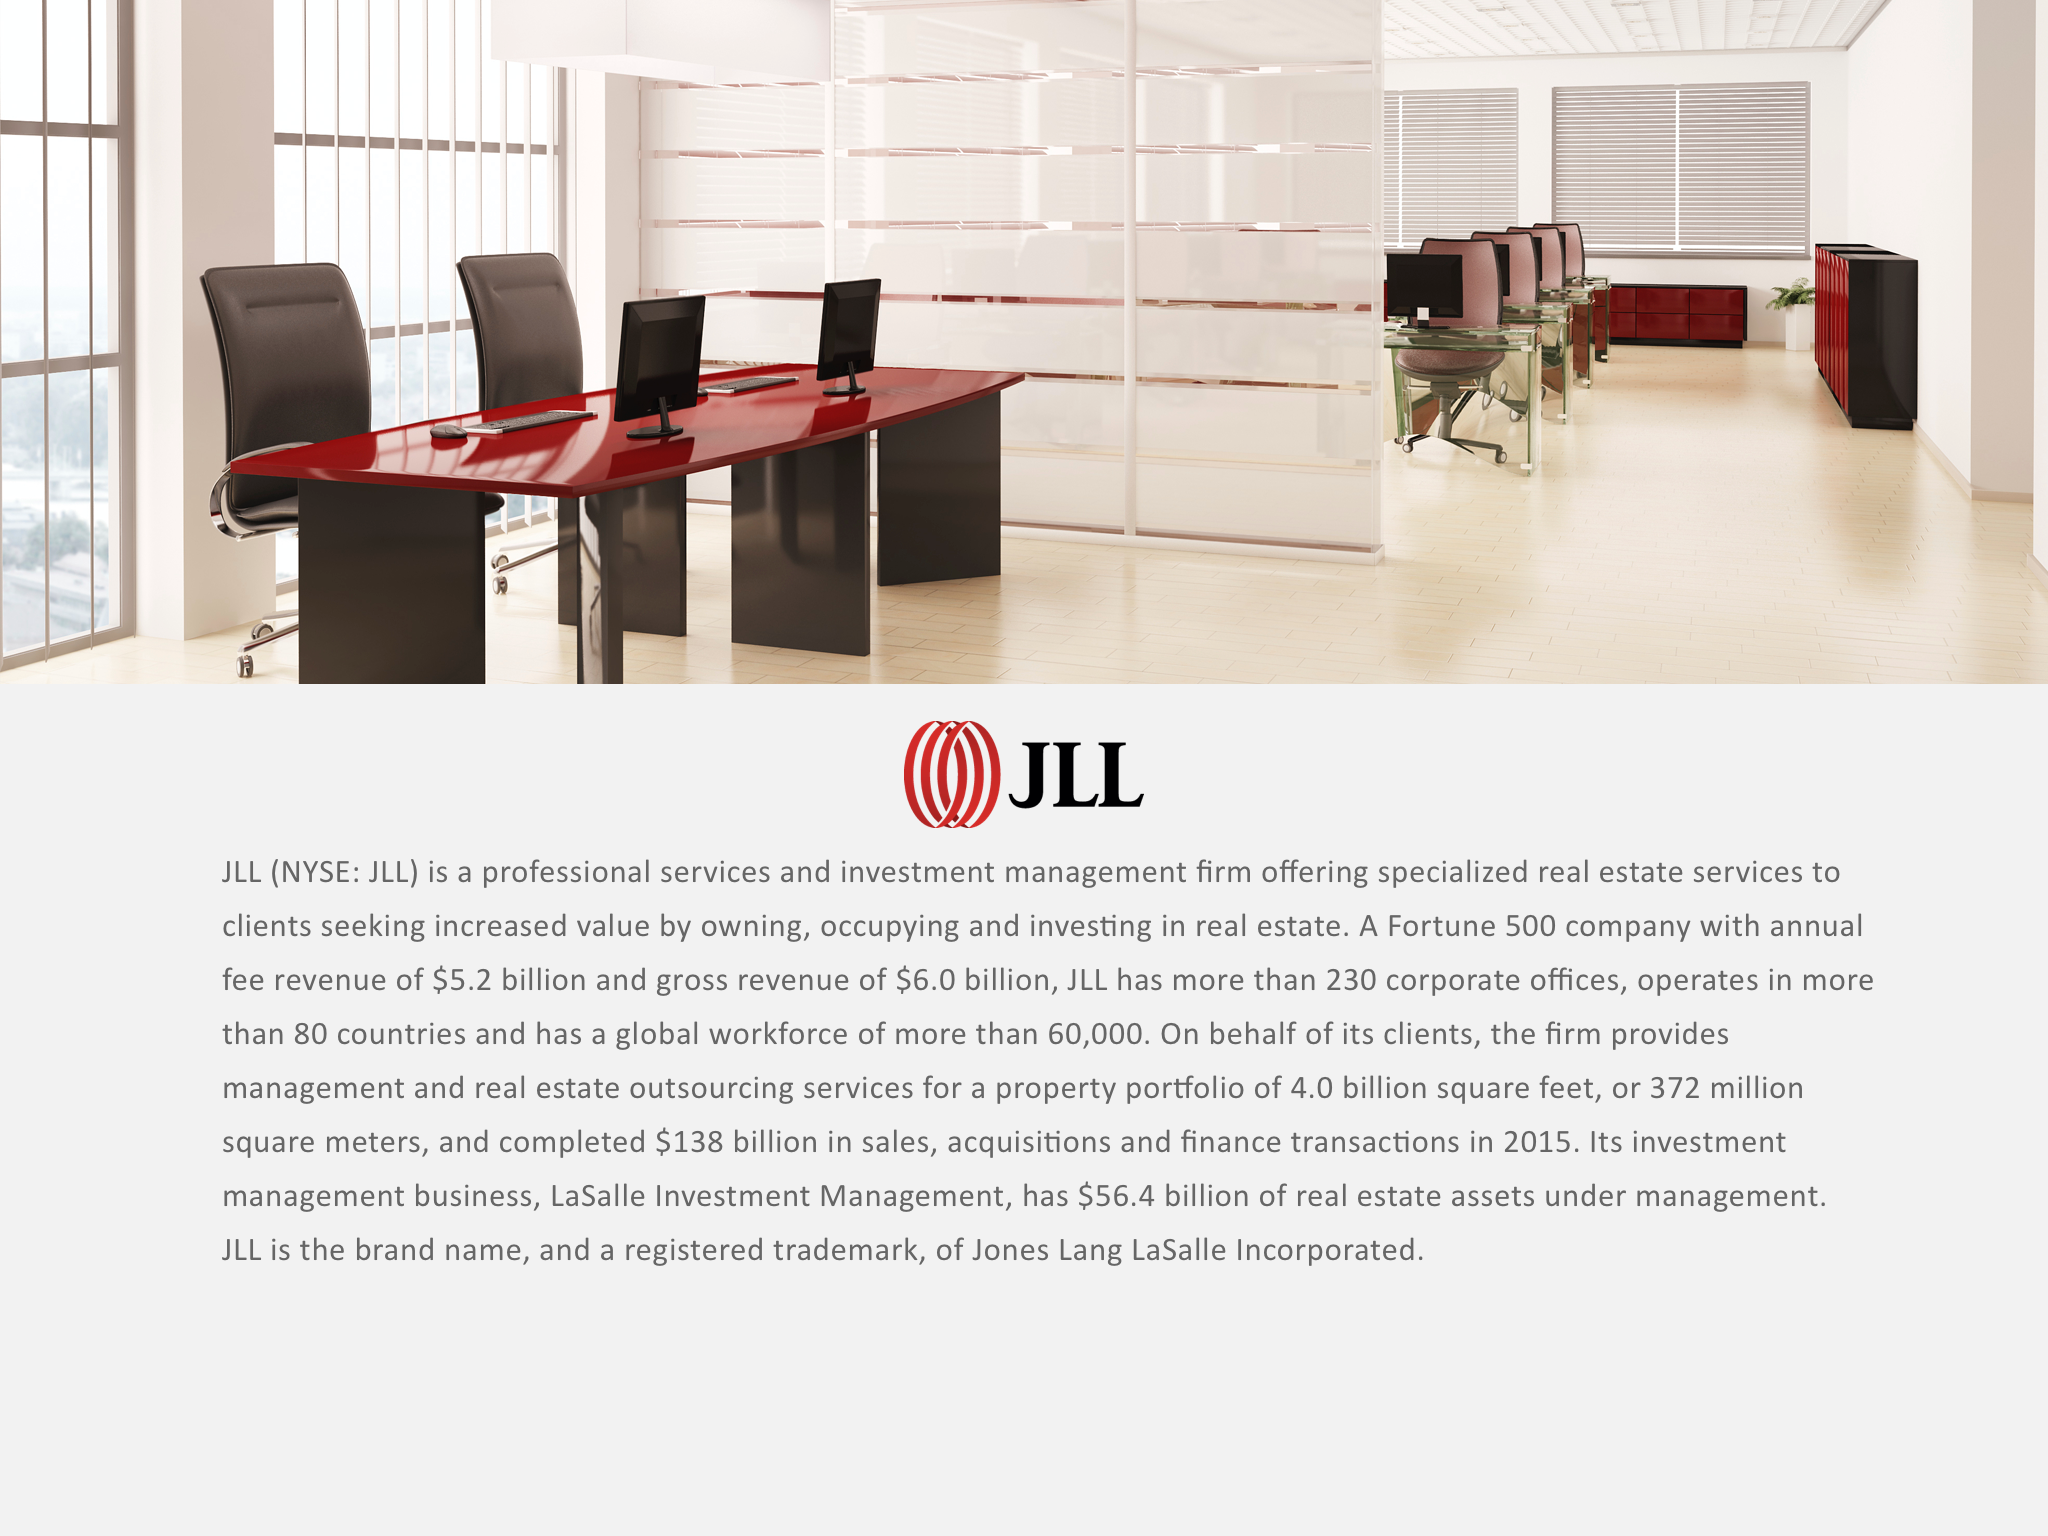 JLL
JLL (NYSE: JLL) is a professional services and investment management firm offering specialized real estate services to
clients seeking increased value by owning, occupying and investing in real estate. A Fortune 500 company with annual
fee revenue of $5.2 billion and gross revenue of $6.0 billion, JLL has more than 230 corporate offices, operates in more
than 80 countries and has a global workforce of more than 60,000. On behalf of its clients, the firm provides
management and real estate outsourcing services for a property portfolio of 4.0 billion square feet, or 372 million
square meters, and completed $138 billion in sales, acquisitions and finance transactions in 2015. Its investment
management business, LaSalle Investment Management, has $56.4 billion of real estate assets under management.
JLL is the brand name, and a registered trademark, of Jones Lang LaSalle Incorporated.